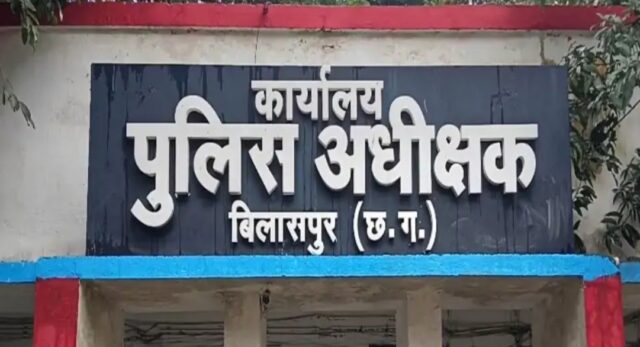 कार्यालय
पुलिस अधीक्षक
बिलासपुर (छ.ग.)